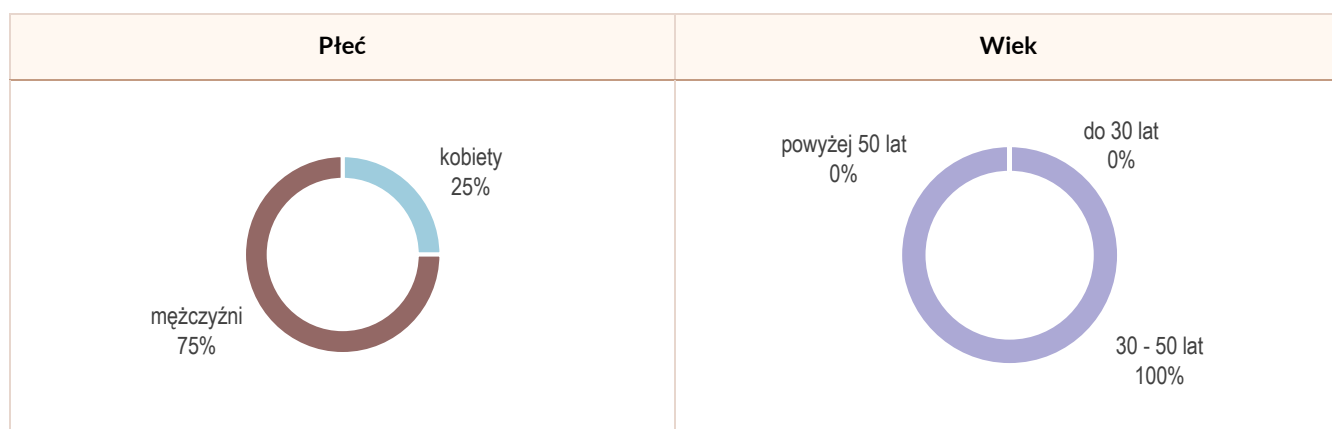 Płeć
Wiek
kobiety
25%
mężczyźni
75%
powyżej 50 lat
0%
do 30 lat
0%
30 - 50 lat
100%